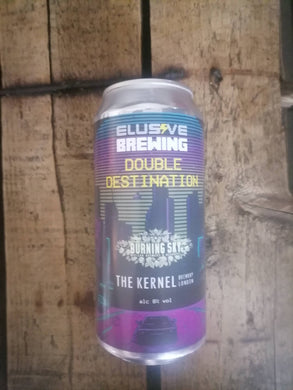 ELUSIVE
BREWING
DOUBLE
DESTINATION
BURNING SKY
THE KERNEL BREWERY LONDON
alc 8% vol